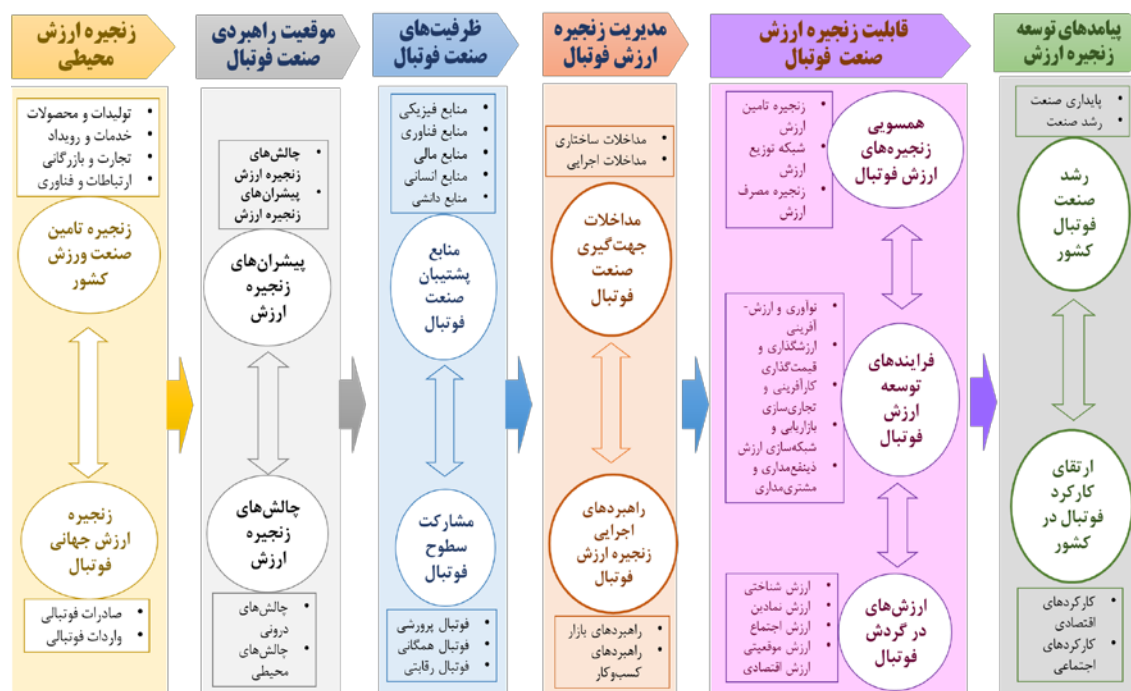 زنجیره ارزش
محیطی
تولیدات و محصولات
خدمات و رویداد
تجارت و بازرگانی
ارتباطات و فناوری
زنجیره تامین
صنعت ورزش
کشور
زنجیره
ارزش جهانی
فوتبال
صادرات فوتبالی
واردات فوتبالی
موقعیت راهبردی
صنعت فوتبال
چالش‌های
زنجیره ارزش
پیشران‌های
زنجیره ارزش
پیشران‌های
زنجیره
ارزش
چالش‌های
زنجیره
ارزش
چالش‌های
درونی
چالش‌های
محیطی
ظرفیت‌های
صنعت فوتبال
منابع فیزیکی
منابع فناوری
منابع مالی
منابع انسانی
منابع دانشی
منابع
پشتیبان
صنعت
فوتبال
مشارکت
سطوح
فوتبال
فوتبال پرورشی
فوتبال همگانی
فوتبال رقابتی
مدیریت زنجیره
ارزش فوتبال
مداخلات ساختاری
مداخلات اجرایی
مداخلات
جهت‌گیری
صنعت
فوتبال
راهبردهای
اجرایی
زنجیره ارزش
فوتبال
راهبردهای بازار
راهبردهای
کسب‌وکار
قابلیت زنجیره ارزش
صنعت فوتبال
زنجیره تامین
ارزش
شبکه توزیع
ارزش
زنجیره مصرف
ارزش
همسویی
زنجیره‌های
ارزش فوتبال
نوآوری و ارزش-
آفرینی
ارزشگذاری و
قیمت‌گذاری
کارآفرینی و
تجاری‌سازی
بازاریابی و
شبکه‌سازی ارزش
ذینفع‌مداری و
مشتری‌مداری
فرایندهای
توسعه
ارزش
فوتبال
ارزش شناختی
ارزش نمادین
ارزش اجتماع
ارزش موقعیتی
ارزش اقتصادی
ارزش‌های
در گردش
فوتبال
پیامدهای توسعه
زنجیره ارزش
پایداری صنعت
رشد صنعت
رشد
صنعت
فوتبال
کشور
ارتقای
کارکرد
فوتبال در
کشور
کارکردهای
اقتصادی
کارکردهای
اجتماعی